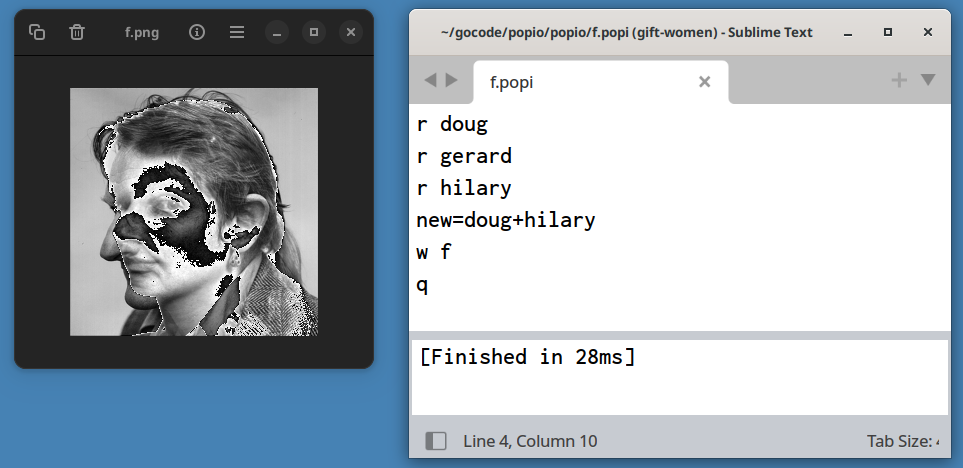 f.png
~/gocode/popio/popio/f.popi (gift-women) - Sublime Text
f.popi
r doug
r gerard
r hilary
new=doug+hilary
w f
q
[Finished in 28ms]
Line 4, Column 10
Tab Size: